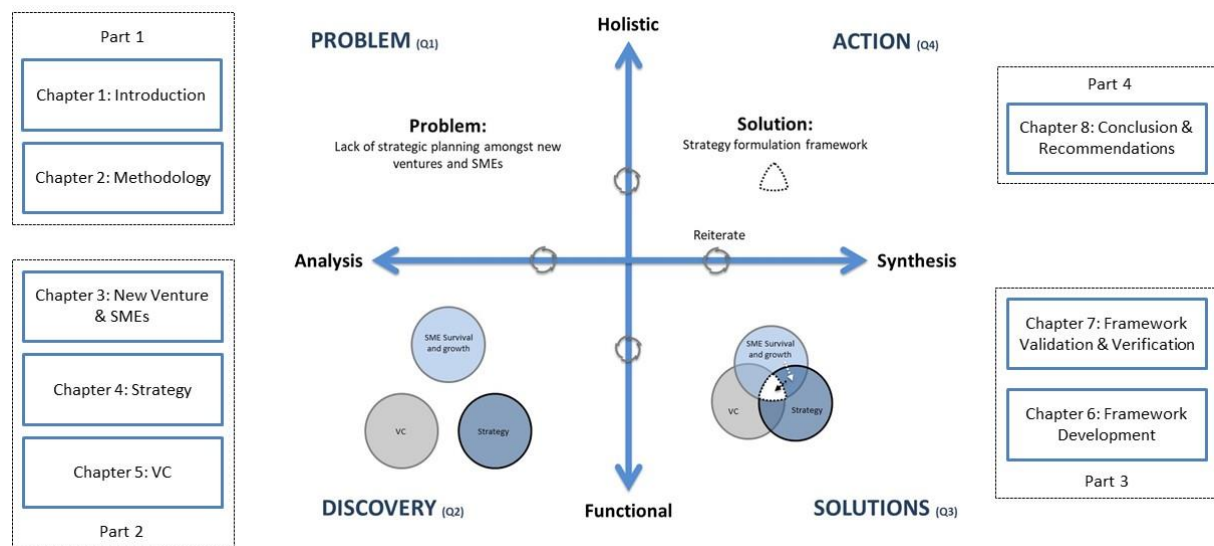 Part 1
Chapter 1: Introduction
Chapter 2: Methodology
PROBLEM (Q1)
Holistic
ACTION (Q4)
Problem:
Lack of strategic planning amongst new
ventures and SMEs
Solution:
Strategy formulation framework
Part 4
Chapter 8: Conclusion &
Recommendations
Analysis
Reiterate
Synthesis
Chapter 3: New Venture
& SMEs
Chapter 4: Strategy
Chapter 5: VC
Part 2
SME Survival
and growth
VC
Strategy
SME Survival
and growth
VC
Strategy
Chapter 7: Framework
Validation & Verification
Chapter 6: Framework
Development
Part 3
DISCOVERY (Q2)
Functional
SOLUTIONS (Q3)